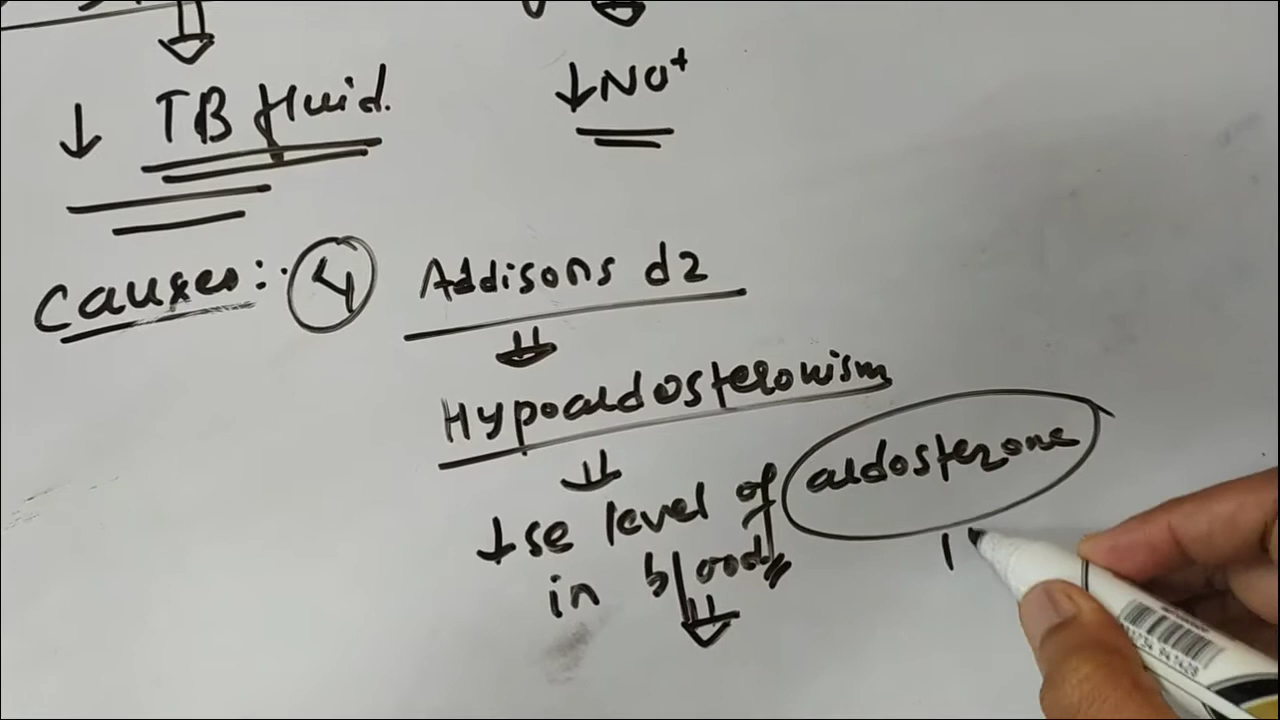 ↓ TB fluid.
↓ Na⁺
Causes: 4 Addisons dz
Hypoaldosteronism
↓se level of aldosterone
in blood